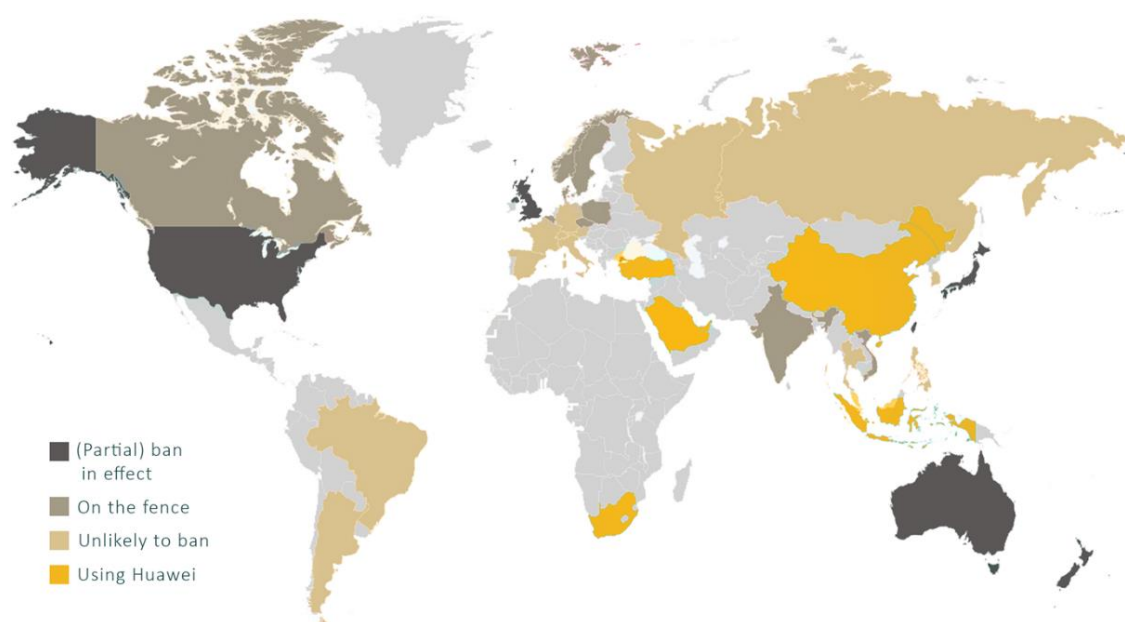 (Partial) ban
in effect
On the fence
Unlikely to ban
Using Huawei